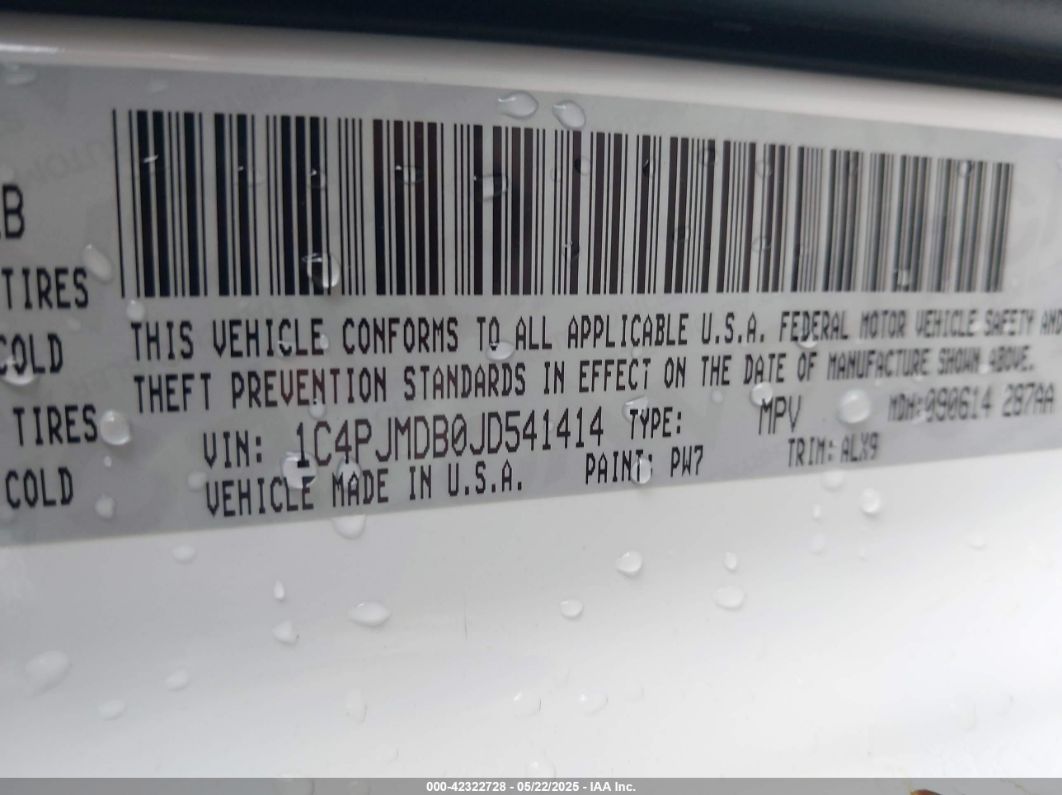 B
TIRES
COLD
TIRES
COLD
THIS VEHICLE CONFORMS TO ALL APPLICABLE U.S.A. FEDERAL MOTOR VEHICLE SAFETY AND
THEFT PREVENTION STANDARDS IN EFFECT ON THE DATE OF MANUFACTURE SHOWN ABOVE.
VIN: 1C4PJMDB0JD541414 TYPE: MPV MDH:090614 287AA
VEHICLE MADE IN U.S.A. PAINT: PW7 TRIM: ALX9
000-42322728 - 05/22/2025 - IAA Inc.